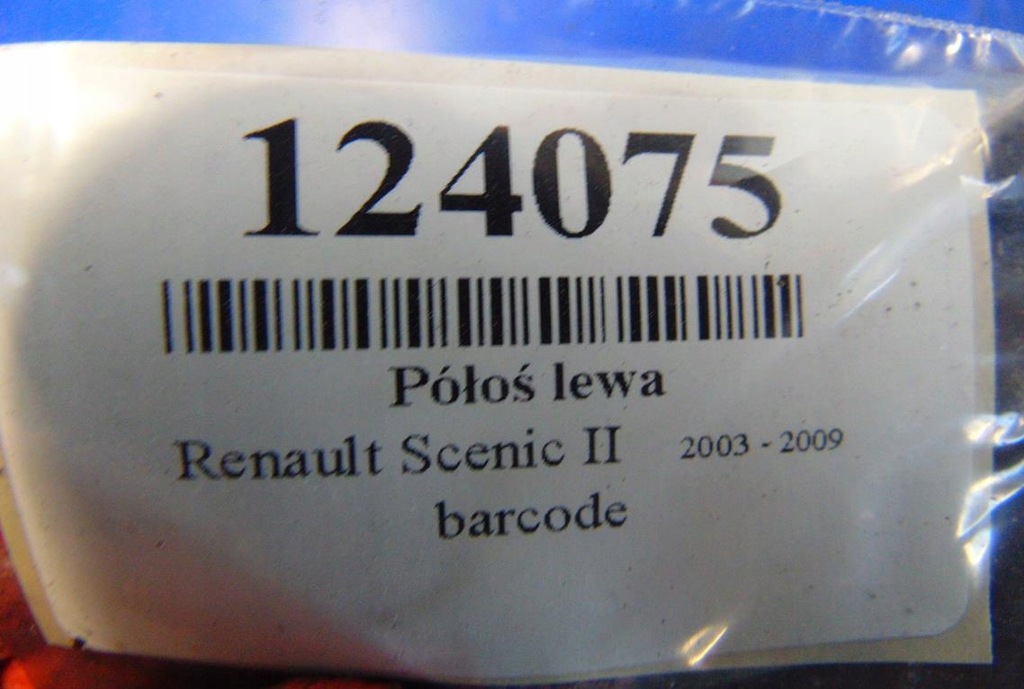 124075
Półoś lewa
Renault Scenic II 2003 - 2009
barcode